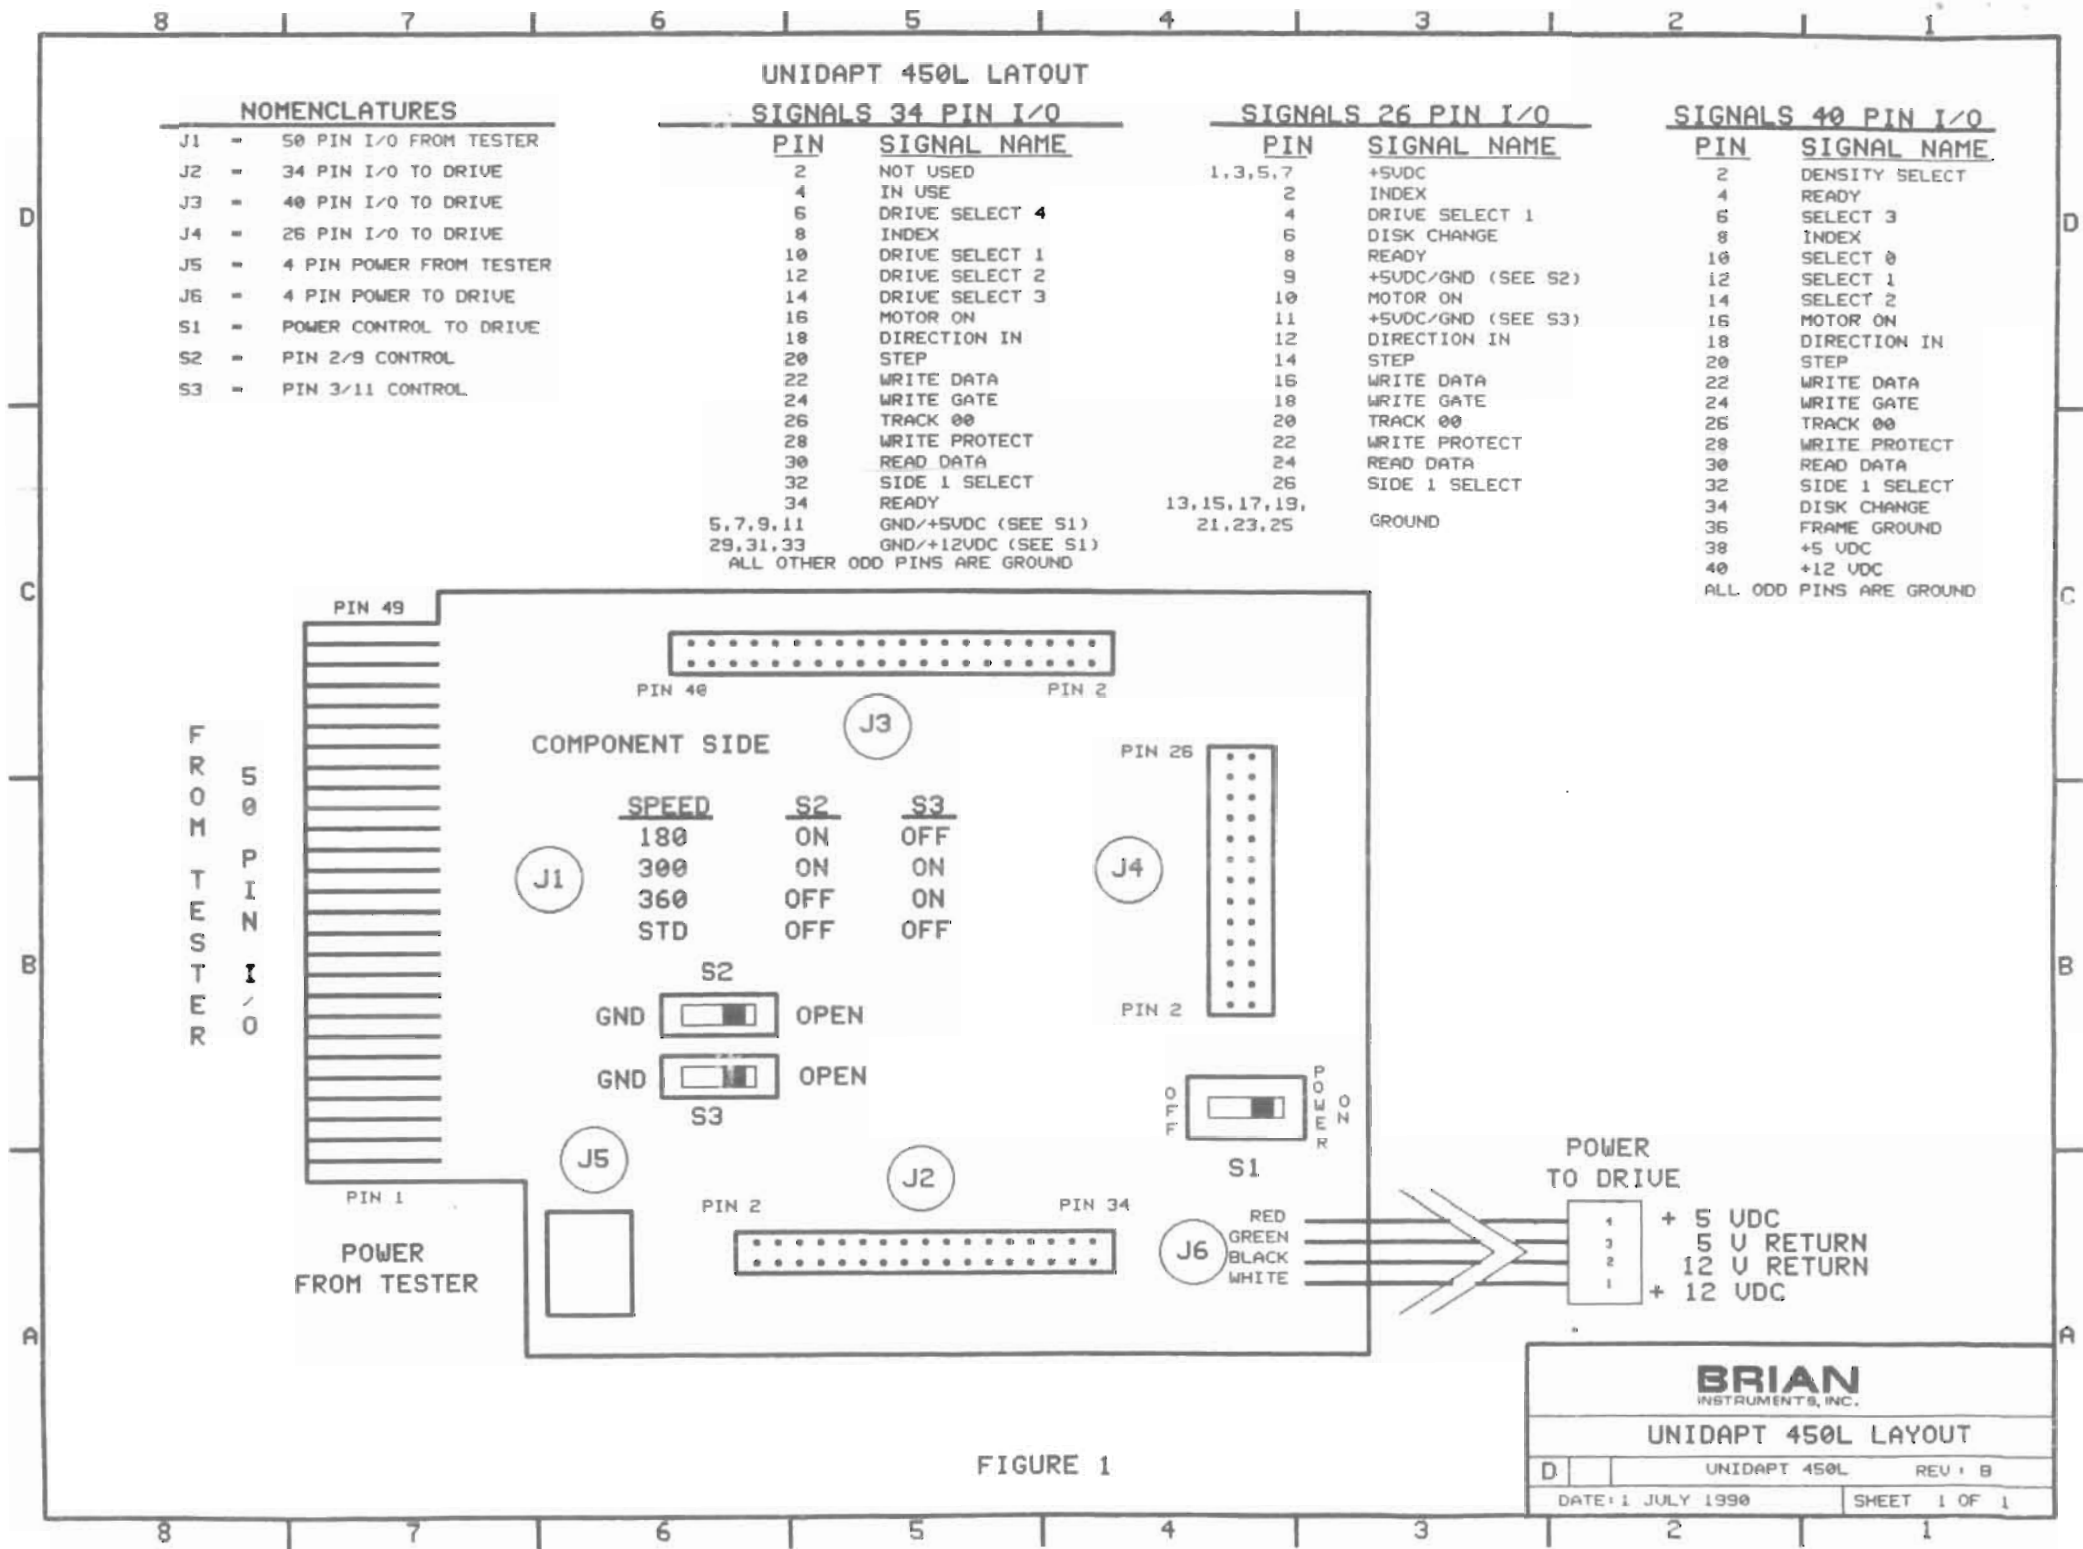 8 7 6 5 4 3 2 1
UNIDAPT 450L LATOUT
NOMENCLATURES
J1 = 50 PIN I/O FROM TESTER
J2 = 34 PIN I/O TO DRIVE
J3 = 40 PIN I/O TO DRIVE
J4 = 26 PIN I/O TO DRIVE
J5 = 4 PIN POWER FROM TESTER
J6 = 4 PIN POWER TO DRIVE
S1 = POWER CONTROL TO DRIVE
S2 = PIN 2/9 CONTROL
S3 = PIN 3/11 CONTROL
SIGNALS 34 PIN I/O
PIN SIGNAL NAME
2 NOT USED
4 IN USE
6 DRIVE SELECT 4
8 INDEX
10 DRIVE SELECT 1
12 DRIVE SELECT 2
14 DRIVE SELECT 3
16 MOTOR ON
18 DIRECTION IN
20 STEP
22 WRITE DATA
24 WRITE GATE
26 TRACK 00
28 WRITE PROTECT
30 READ DATA
32 SIDE 1 SELECT
34 READY
5,7,9,11 GND/+5VDC (SEE S1)
29,31,33 GND/+12VDC (SEE S1)
ALL OTHER ODD PINS ARE GROUND
SIGNALS 26 PIN I/O
PIN SIGNAL NAME
1,3,5,7 +5VDC
2 INDEX
4 DRIVE SELECT 1
6 DISK CHANGE
8 READY
9 +5VDC/GND (SEE S2)
10 MOTOR ON
11 +5VDC/GND (SEE S3)
12 DIRECTION IN
14 STEP
16 WRITE DATA
18 WRITE GATE
20 TRACK 00
22 WRITE PROTECT
24 READ DATA
26 SIDE 1 SELECT
13,15,17,19,
21,23,25 GROUND
SIGNALS 40 PIN I/O
PIN SIGNAL NAME
2 DENSITY SELECT
4 READY
6 SELECT 3
8 INDEX
10 SELECT 0
12 SELECT 1
14 SELECT 2
16 MOTOR ON
18 DIRECTION IN
20 STEP
22 WRITE DATA
24 WRITE GATE
26 TRACK 00
28 WRITE PROTECT
30 READ DATA
32 SIDE 1 SELECT
34 DISK CHANGE
36 FRAME GROUND
38 +5 VDC
40 +12 VDC
ALL ODD PINS ARE GROUND
D D
C C
B B
A A
PIN 49
PIN 40 PIN 2
J3
COMPONENT SIDE
FROM TESTER
50 PIN I/O
SPEED S2 S3
180 ON OFF
300 ON ON
360 OFF ON
STD OFF OFF
J1
PIN 26
J4
PIN 2
S2
GND OPEN
GND OPEN
S3
OFF
POWER
ON
S1
J5
J2
PIN 1
PIN 2 PIN 34
POWER
FROM TESTER
J6
RED
GREEN
BLACK
WHITE
POWER
TO DRIVE
4 + 5 VDC
3 5 V RETURN
2 12 V RETURN
1 + 12 VDC
FIGURE 1
BRIAN
INSTRUMENTS, INC.
UNIDAPT 450L LAYOUT
D UNIDAPT 450L REV: B
DATE: 1 JULY 1990 SHEET 1 OF 1
8 7 6 5 4 3 2 1